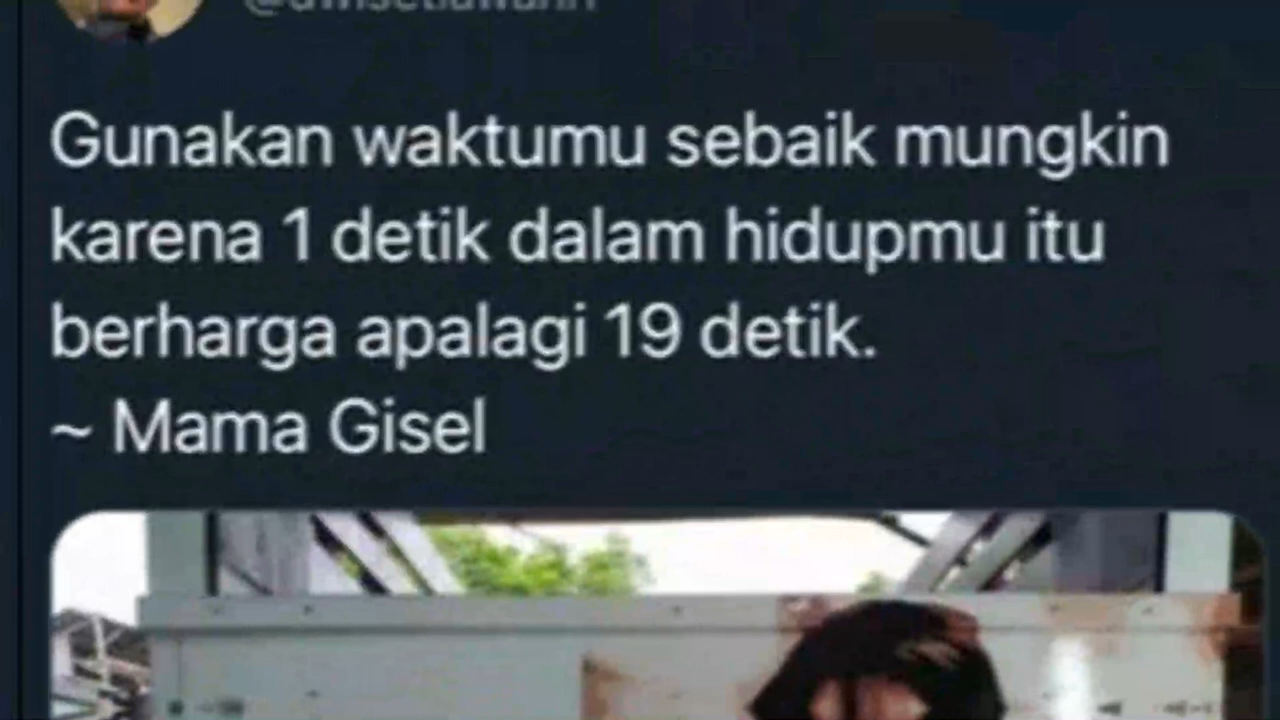 Gunakan waktumu sebaik mungkin
karena 1 detik dalam hidupmu itu
berharga apalagi 19 detik.
~ Mama Gisel